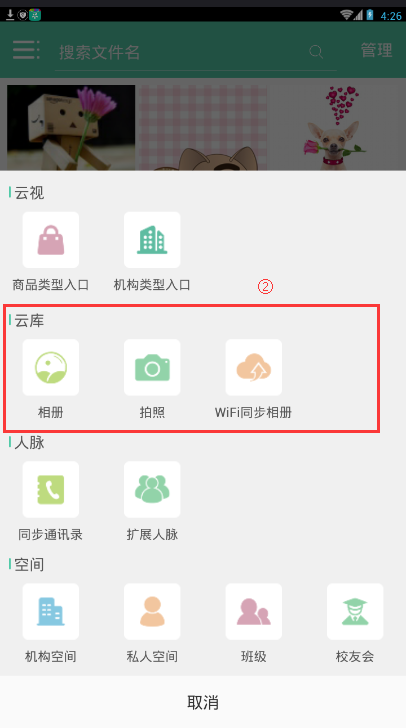 4:26
搜索文件名
管理
云视
商品类型入口
机构类型入口
②
云库
相册
拍照
WiFi同步相册
人脉
同步通讯录
扩展人脉
空间
机构空间
私人空间
班级
校友会
取消